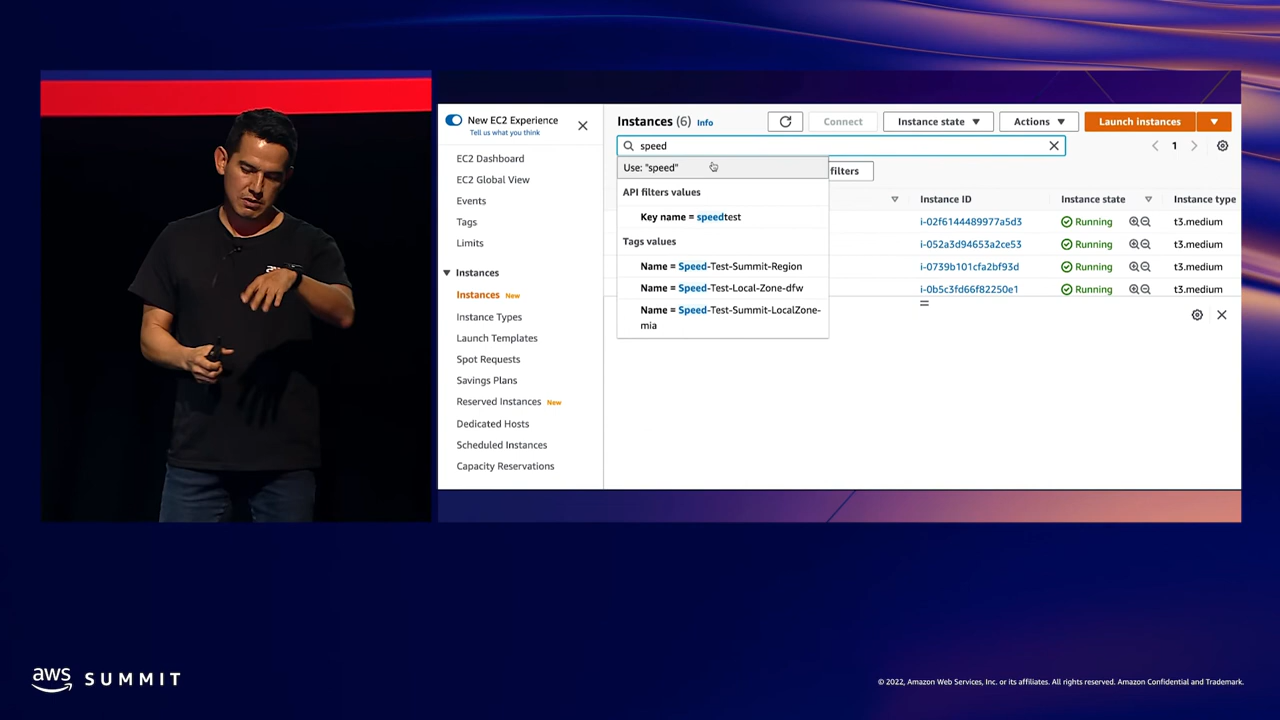 New EC2 Experience
Tell us what you think
EC2 Dashboard
EC2 Global View
Events
Tags
Limits
Instances
Instances New
Instance Types
Launch Templates
Spot Requests
Savings Plans
Reserved Instances New
Dedicated Hosts
Scheduled Instances
Capacity Reservations
Instances (6) Info
Connect
Instance state
Actions
Launch instances
speed
1
Use: "speed"
filters
API filters values
Key name = speedtest
Tags values
Name = Speed-Test-Summit-Region
Name = Speed-Test-Local-Zone-dfw
Name = Speed-Test-Summit-LocalZone-
mia
Instance ID Instance state Instance type
i-02f6144489977a5d3 Running t3.medium
i-052a3d94653a2ce53 Running t3.medium
i-0739b101cfa2bf93d Running t3.medium
i-0b5c3fd66f82250e1 Running t3.medium
aws SUMMIT
© 2022, Amazon Web Services, Inc. or its affiliates. All rights reserved. Amazon Confidential and Trademark.